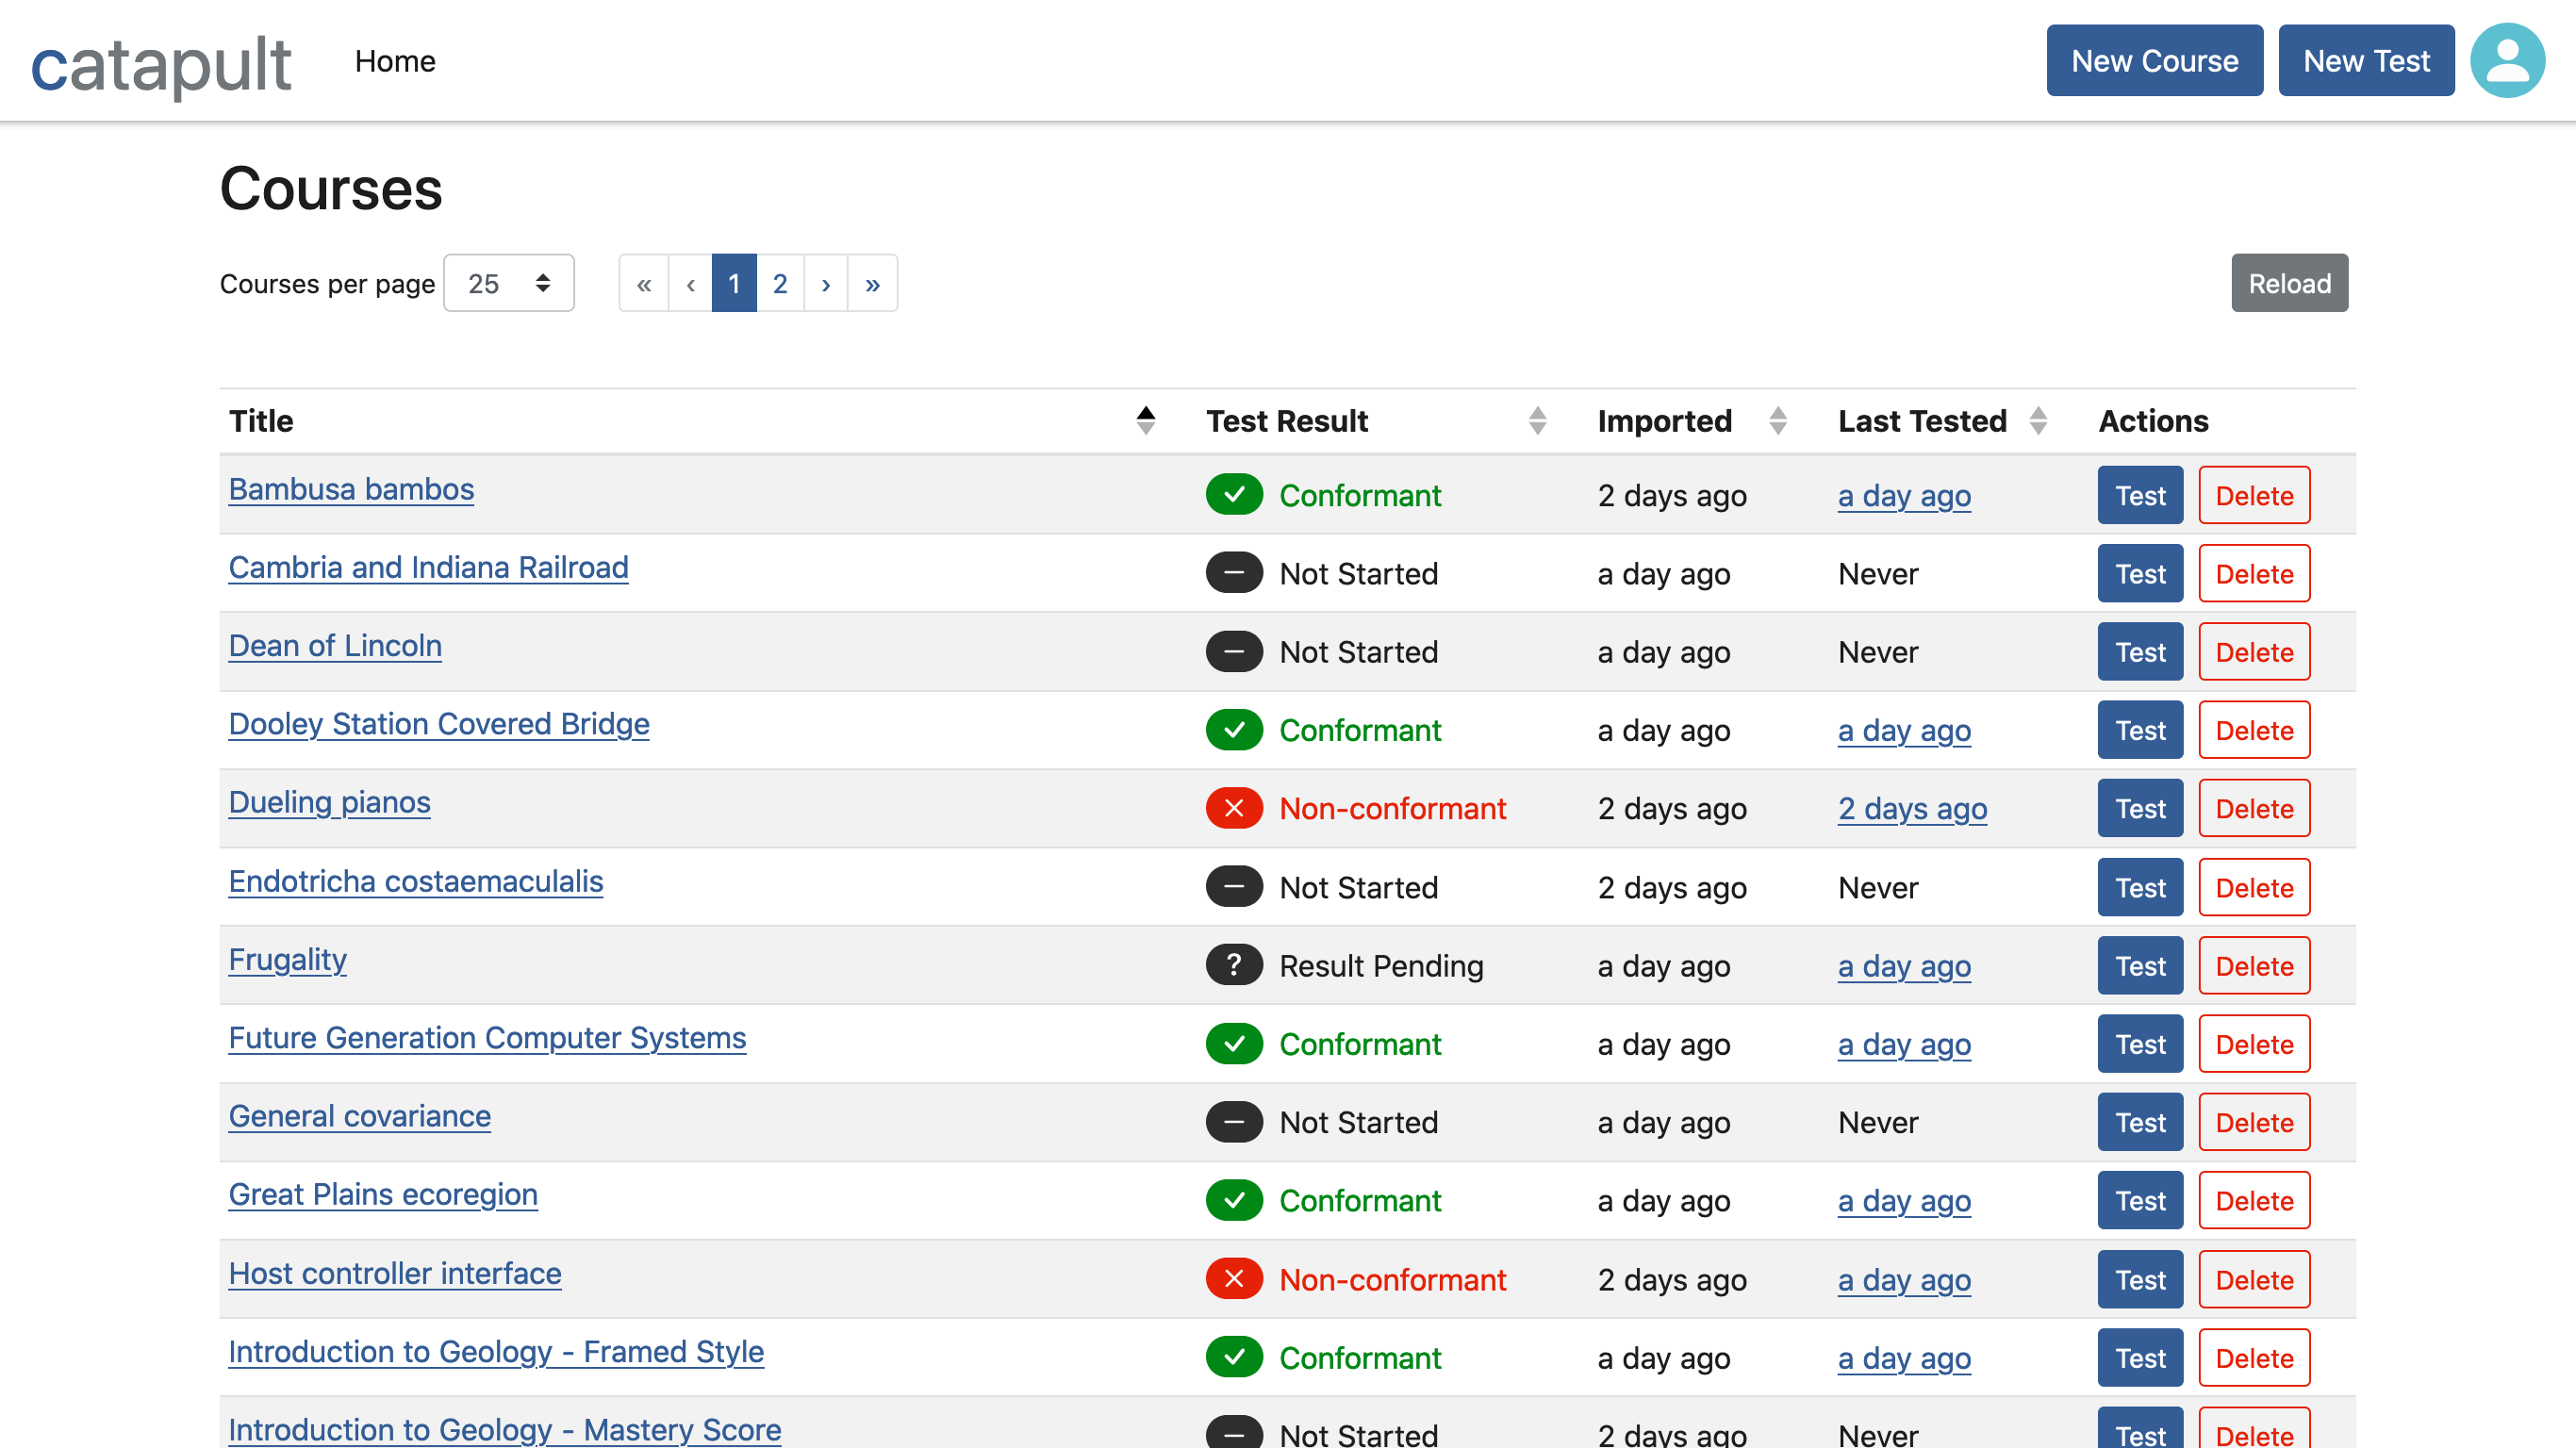 catapult Home New Course New Test
Courses
Courses per page 25 « ‹ 1 2 › » Reload
Title Test Result Imported Last Tested Actions
Bambusa bambos Conformant 2 days ago a day ago Test Delete
Cambria and Indiana Railroad Not Started a day ago Never Test Delete
Dean of Lincoln Not Started a day ago Never Test Delete
Dooley Station Covered Bridge Conformant a day ago a day ago Test Delete
Dueling pianos Non-conformant 2 days ago 2 days ago Test Delete
Endotricha costaemaculalis Not Started 2 days ago Never Test Delete
Frugality ? Result Pending a day ago a day ago Test Delete
Future Generation Computer Systems Conformant a day ago a day ago Test Delete
General covariance Not Started a day ago Never Test Delete
Great Plains ecoregion Conformant a day ago a day ago Test Delete
Host controller interface Non-conformant 2 days ago a day ago Test Delete
Introduction to Geology - Framed Style Conformant a day ago a day ago Test Delete
Introduction to Geology - Mastery Score Not Started 2 days ago Never Test Delete